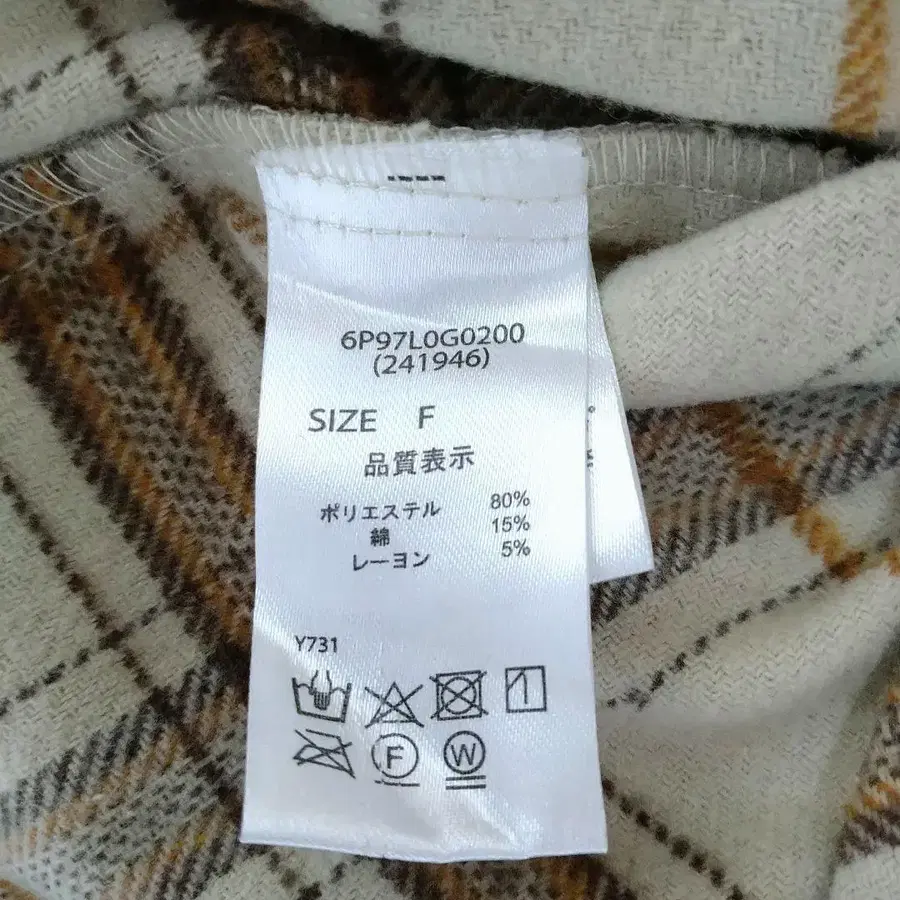 6P97L0G0200
(241946)
SIZE F
品質表示
ポリエステル 80%
綿 15%
レーヨン 5%
Y731
F W